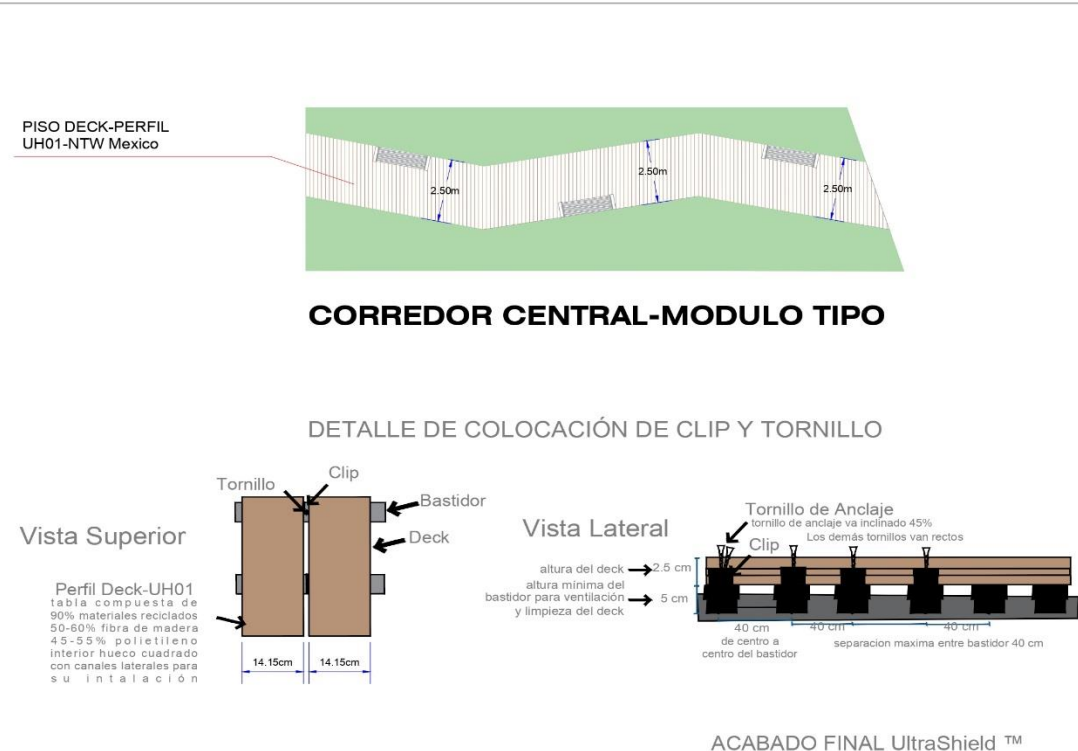 PISO DECK-PERFIL
UH01-NTW Mexico
2.50m
2.50m
2.50m
CORREDOR CENTRAL-MODULO TIPO
DETALLE DE COLOCACIÓN DE CLIP Y TORNILLO
Vista Superior
Tornillo
Clip
Bastidor
Deck
Perfil Deck-UH01
tabla compuesta de
90% materiales reciclados
50-60% fibra de madera
45-55% polietileno
interior hueco cuadrado
con canales laterales para
su intalación
14.15cm
14.15cm
Vista Lateral
Tornillo de Anclaje
tornillo de anclaje va inclinado 45%
Los demás tornillos van rectos
Clip
altura del deck
2.5 cm
altura mínima del
bastidor para ventilación
y limpieza del deck
5 cm
40 cm
de centro a
centro del bastidor
40 cm
40 cm
separacion maxima entre bastidor 40 cm
ACABADO FINAL UltraShield ™